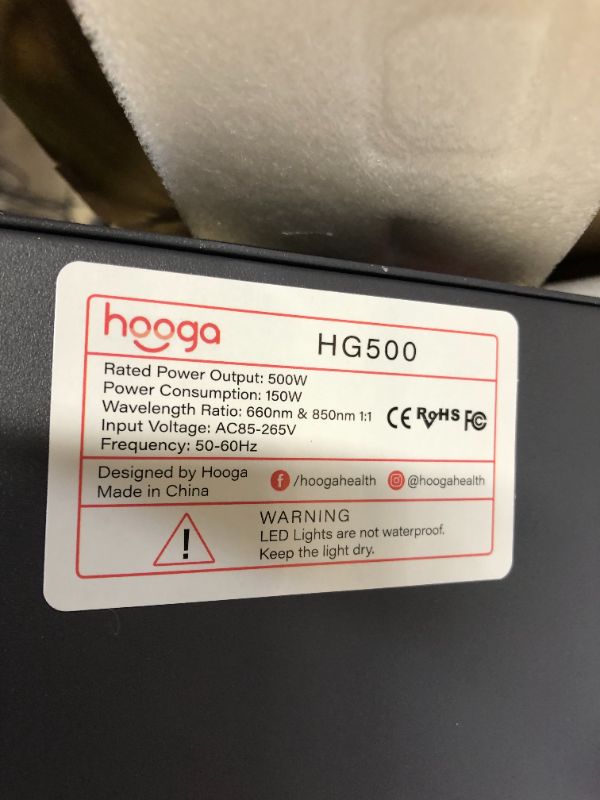 hooga
HG500
Rated Power Output: 500W
Power Consumption: 150W
Wavelength Ratio: 660nm & 850nm 1:1
Input Voltage: AC85-265V
Frequency: 50-60Hz
CE RoHS FC
Designed by Hooga
Made in China
/hoogahealth
@hoogahealth
WARNING
LED Lights are not waterproof.
Keep the light dry.